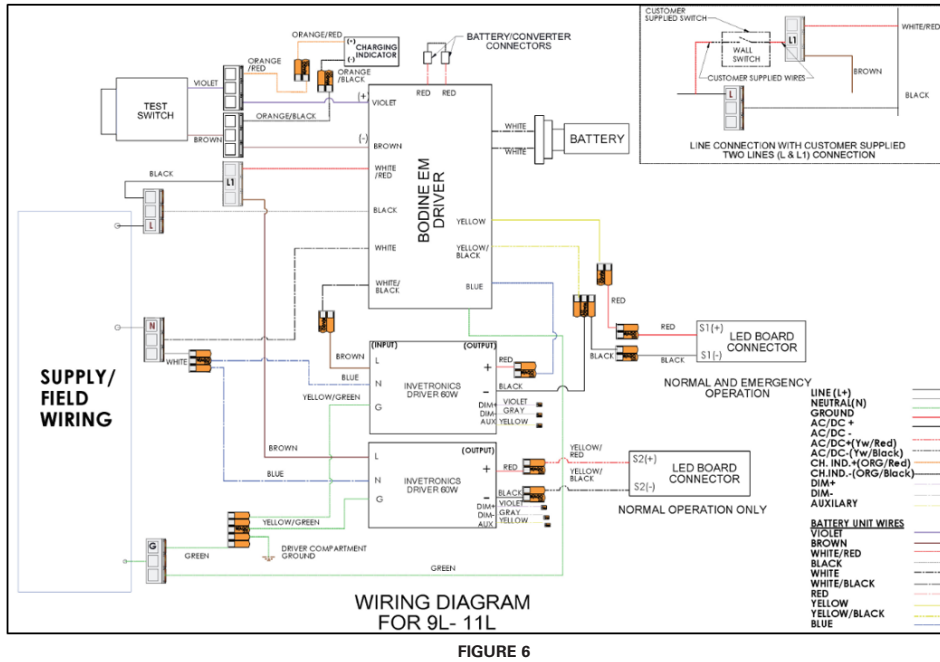 CUSTOMER
SUPPLIED SWITCH
WHITE/RED
L1
WALL
SWITCH
CUSTOMER SUPPLIED WIRES
BROWN
L
BLACK
LINE CONNECTION WITH CUSTOMER SUPPLIED
TWO LINES (L & L1) CONNECTION
ORANGE/RED
(+)
CHARGING
INDICATOR
(-)
BATTERY/CONVERTER
CONNECTORS
ORANGE
/RED
ORANGE
/BLACK
RED
RED
VIOLET
TEST
SWITCH
ORANGE/BLACK
BROWN
(+)
VIOLET
(-)
BROWN
WHITE
/RED
BLACK
WHITE
WHITE/
BLACK
BODINE EM
DRIVER
WHITE
WHITE
BATTERY
YELLOW
YELLOW/
BLACK
BLUE
BLACK
L1
L
N
WHITE
SUPPLY/
FIELD
WIRING
G
GREEN
RED
BLACK
RED
BLACK
S1(+)
LED BOARD
CONNECTOR
S1(-)
NORMAL AND EMERGENCY
OPERATION
(INPUT)
(OUTPUT)
BROWN
L
BLUE
N
YELLOW/GREEN
G
INVETRONICS
DRIVER 60W
+
RED
-
BLACK
DIM+
VIOLET
DIM-
GRAY
AUX
YELLOW
BROWN
L
BLUE
N
YELLOW/GREEN
G
INVETRONICS
DRIVER 60W
(OUTPUT)
+
RED
-
BLACK
DIM+
VIOLET
DIM-
GRAY
AUX
YELLOW
YELLOW/
RED
YELLOW/
BLACK
S2(+)
LED BOARD
CONNECTOR
S2(-)
NORMAL OPERATION ONLY
DRIVER COMPARTMENT
GROUND
GREEN
LINE (L+)
NEUTRAL(N)
GROUND
AC/DC +
AC/DC -
AC/DC+(Yw/Red)
AC/DC-(Yw/Black)
CH. IND.+(ORG/Red)
CH.IND.-(ORG/Black)
DIM+
DIM-
AUXILARY
BATTERY UNIT WIRES
VIOLET
BROWN
WHITE/RED
BLACK
WHITE
WHITE/BLACK
RED
YELLOW
YELLOW/BLACK
BLUE
WIRING DIAGRAM
FOR 9L- 11L
FIGURE 6